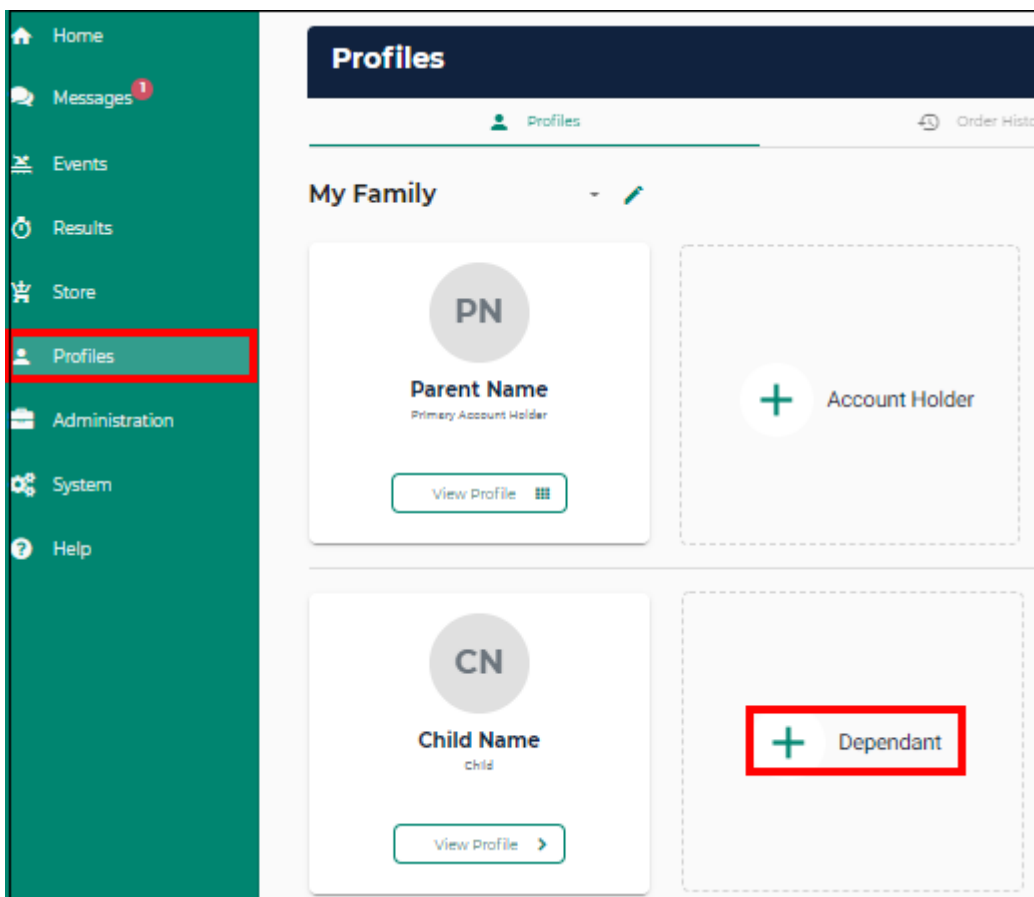 Home
Messages
1
Events
Results
Store
Profiles
Administration
System
Help
Profiles
Profiles
Order Histo
My Family
PN
Parent Name
Primary Account Holder
View Profile
Account Holder
CN
Child Name
Child
View Profile
Dependant